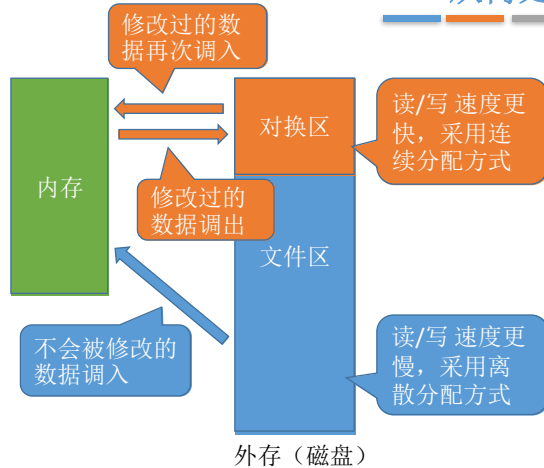 修改过的数
据再次调入
对换区
读/写 速度更
快，采用连
续分配方式
内存
修改过的
数据调出
文件区
不会被修改的
数据调入
读/写 速度更
慢，采用离
散分配方式
外存（磁盘）